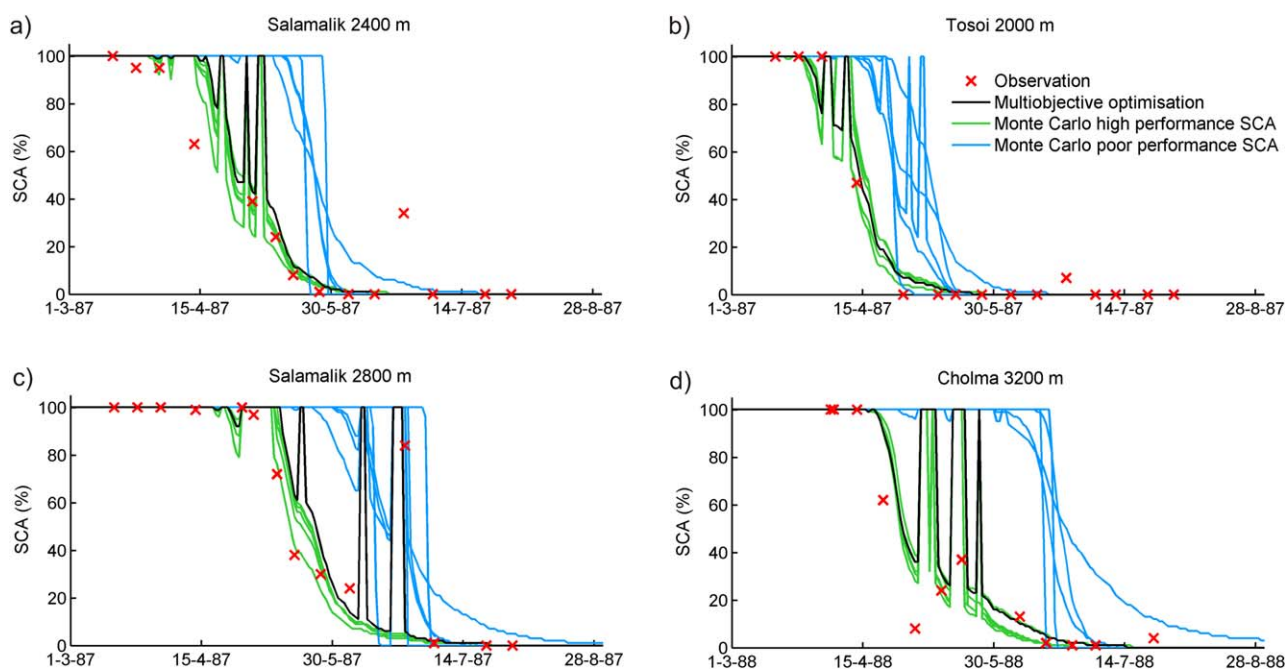 a)
Salamalik 2400 m
SCA (%)
100
80
60
40
20
0
1-3-87 15-4-87 30-5-87 14-7-87 28-8-87
b)
Tosoi 2000 m
SCA (%)
100
80
60
40
20
0
1-3-87 15-4-87 30-5-87 14-7-87 28-8-87
Observation
Multiobjective optimisation
Monte Carlo high performance SCA
Monte Carlo poor performance SCA
c)
Salamalik 2800 m
SCA (%)
100
80
60
40
20
0
1-3-87 15-4-87 30-5-87 14-7-87 28-8-87
d)
Cholma 3200 m
SCA (%)
100
80
60
40
20
0
1-3-88 15-4-88 30-5-88 14-7-88 28-8-88